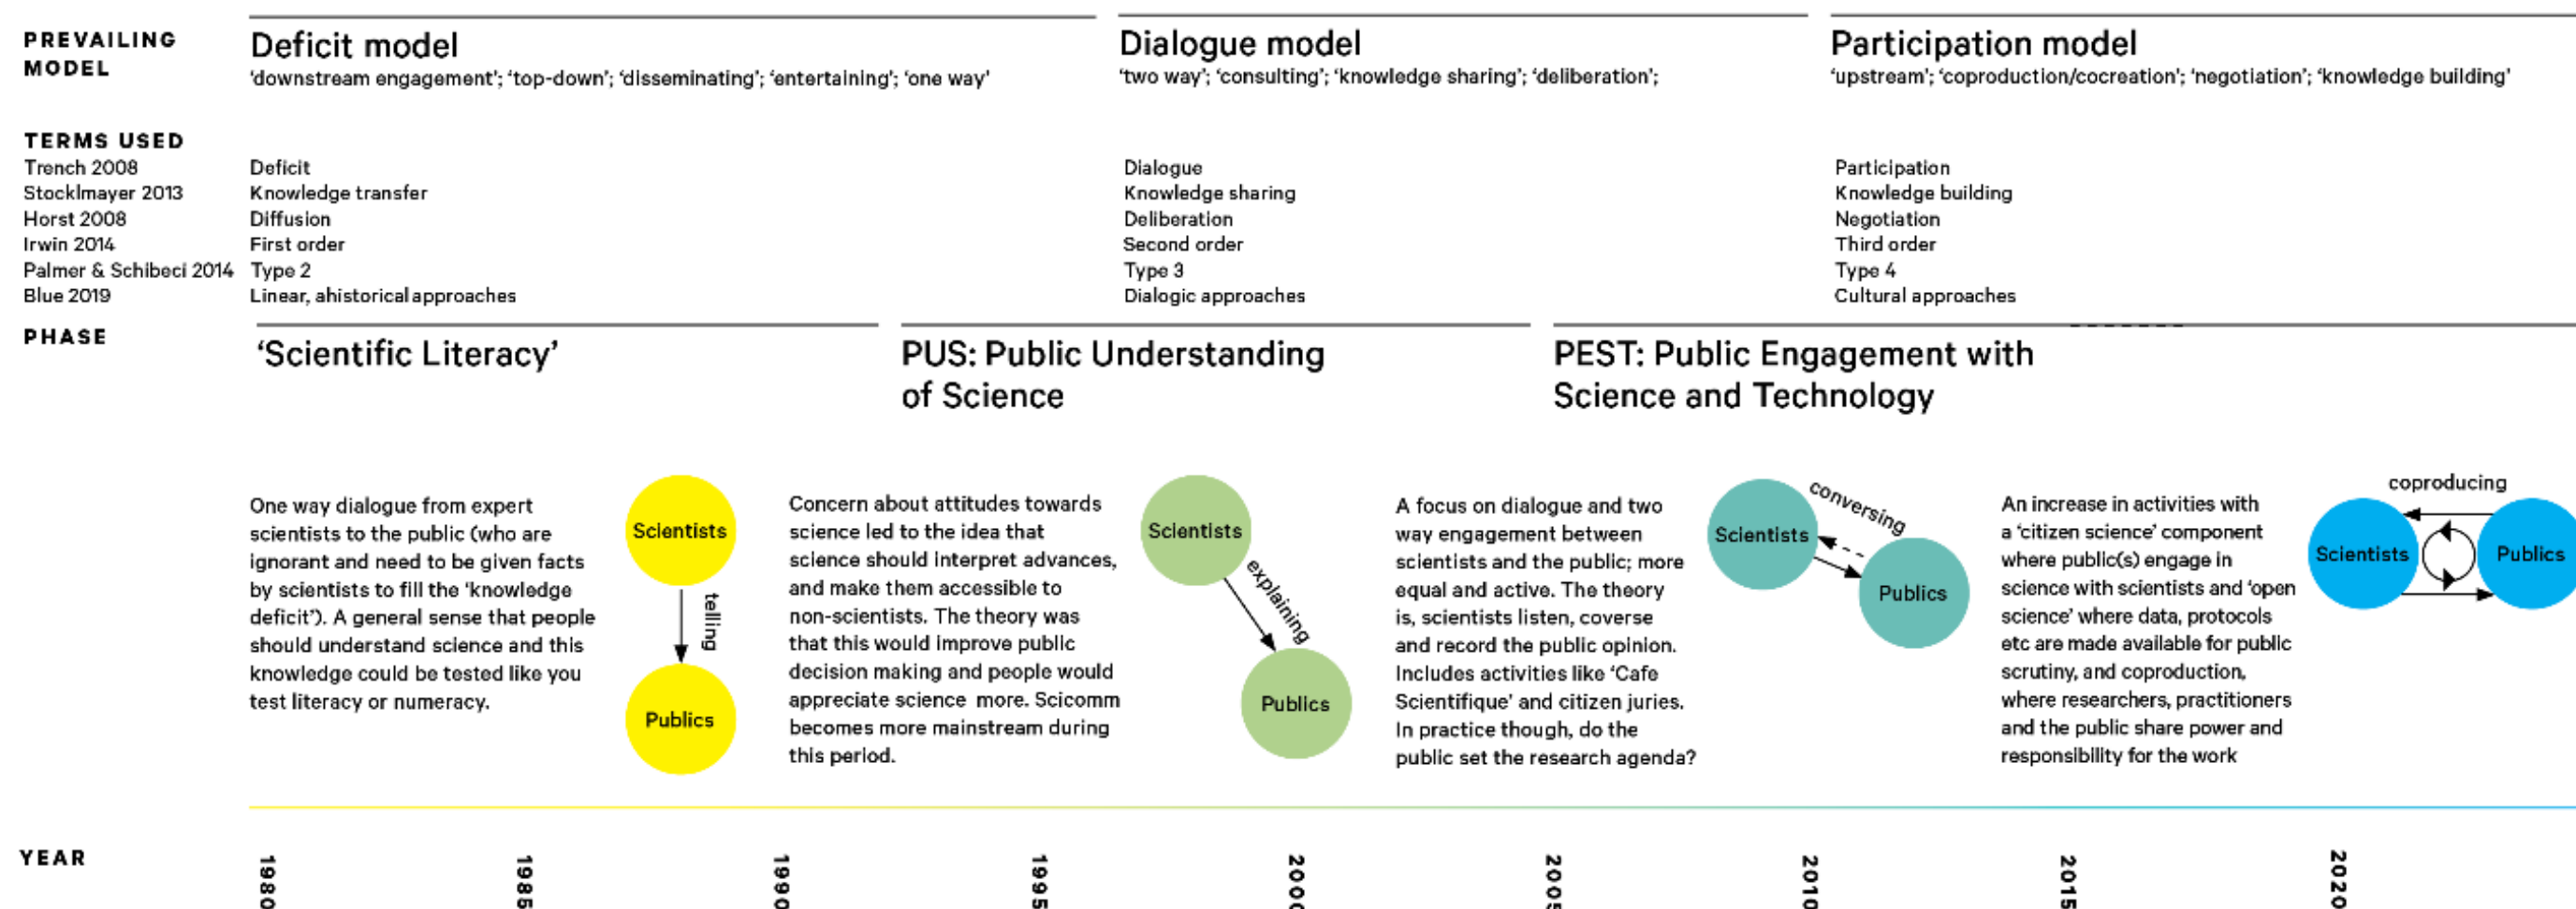 PREVAILING
MODEL
Deficit model
'downstream engagement'; 'top-down'; 'disseminating'; 'entertaining'; 'one way'
Dialogue model
'two way'; 'consulting'; 'knowledge sharing'; 'deliberation';
Participation model
'upstream'; 'coproduction/cocreation'; 'negotiation'; 'knowledge building'
TERMS USED
Trench 2008 Deficit Dialogue Participation
Stocklmayer 2013 Knowledge transfer Knowledge sharing Knowledge building
Horst 2008 Diffusion Deliberation Negotiation
Irwin 2014 First order Second order Third order
Palmer & Schibeci 2014 Type 2 Type 3 Type 4
Blue 2019 Linear, ahistorical approaches Dialogic approaches Cultural approaches
PHASE
'Scientific Literacy'
PUS: Public Understanding
of Science
PEST: Public Engagement with
Science and Technology
One way dialogue from expert
scientists to the public (who are
ignorant and need to be given facts
by scientists to fill the 'knowledge
deficit'). A general sense that people
should understand science and this
knowledge could be tested like you
test literacy or numeracy.
Scientists
telling
Publics
Concern about attitudes towards
science led to the idea that
science should interpret advances,
and make them accessible to
non-scientists. The theory was
that this would improve public
decision making and people would
appreciate science more. Scicomm
becomes more mainstream during
this period.
Scientists
explaining
Publics
A focus on dialogue and two
way engagement between
scientists and the public; more
equal and active. The theory
is, scientists listen, coverse
and record the public opinion.
Includes activities like 'Cafe
Scientifique' and citizen juries.
In practice though, do the
public set the research agenda?
Scientists
conversing
Publics
An increase in activities with
a 'citizen science' component
where public(s) engage in
science with scientists and 'open
science' where data, protocols
etc are made available for public
scrutiny, and coproduction,
where researchers, practitioners
and the public share power and
responsibility for the work
coproducing
Scientists
Publics
YEAR
1980
1985
1990
1995
2000
2005
2010
2015
2020